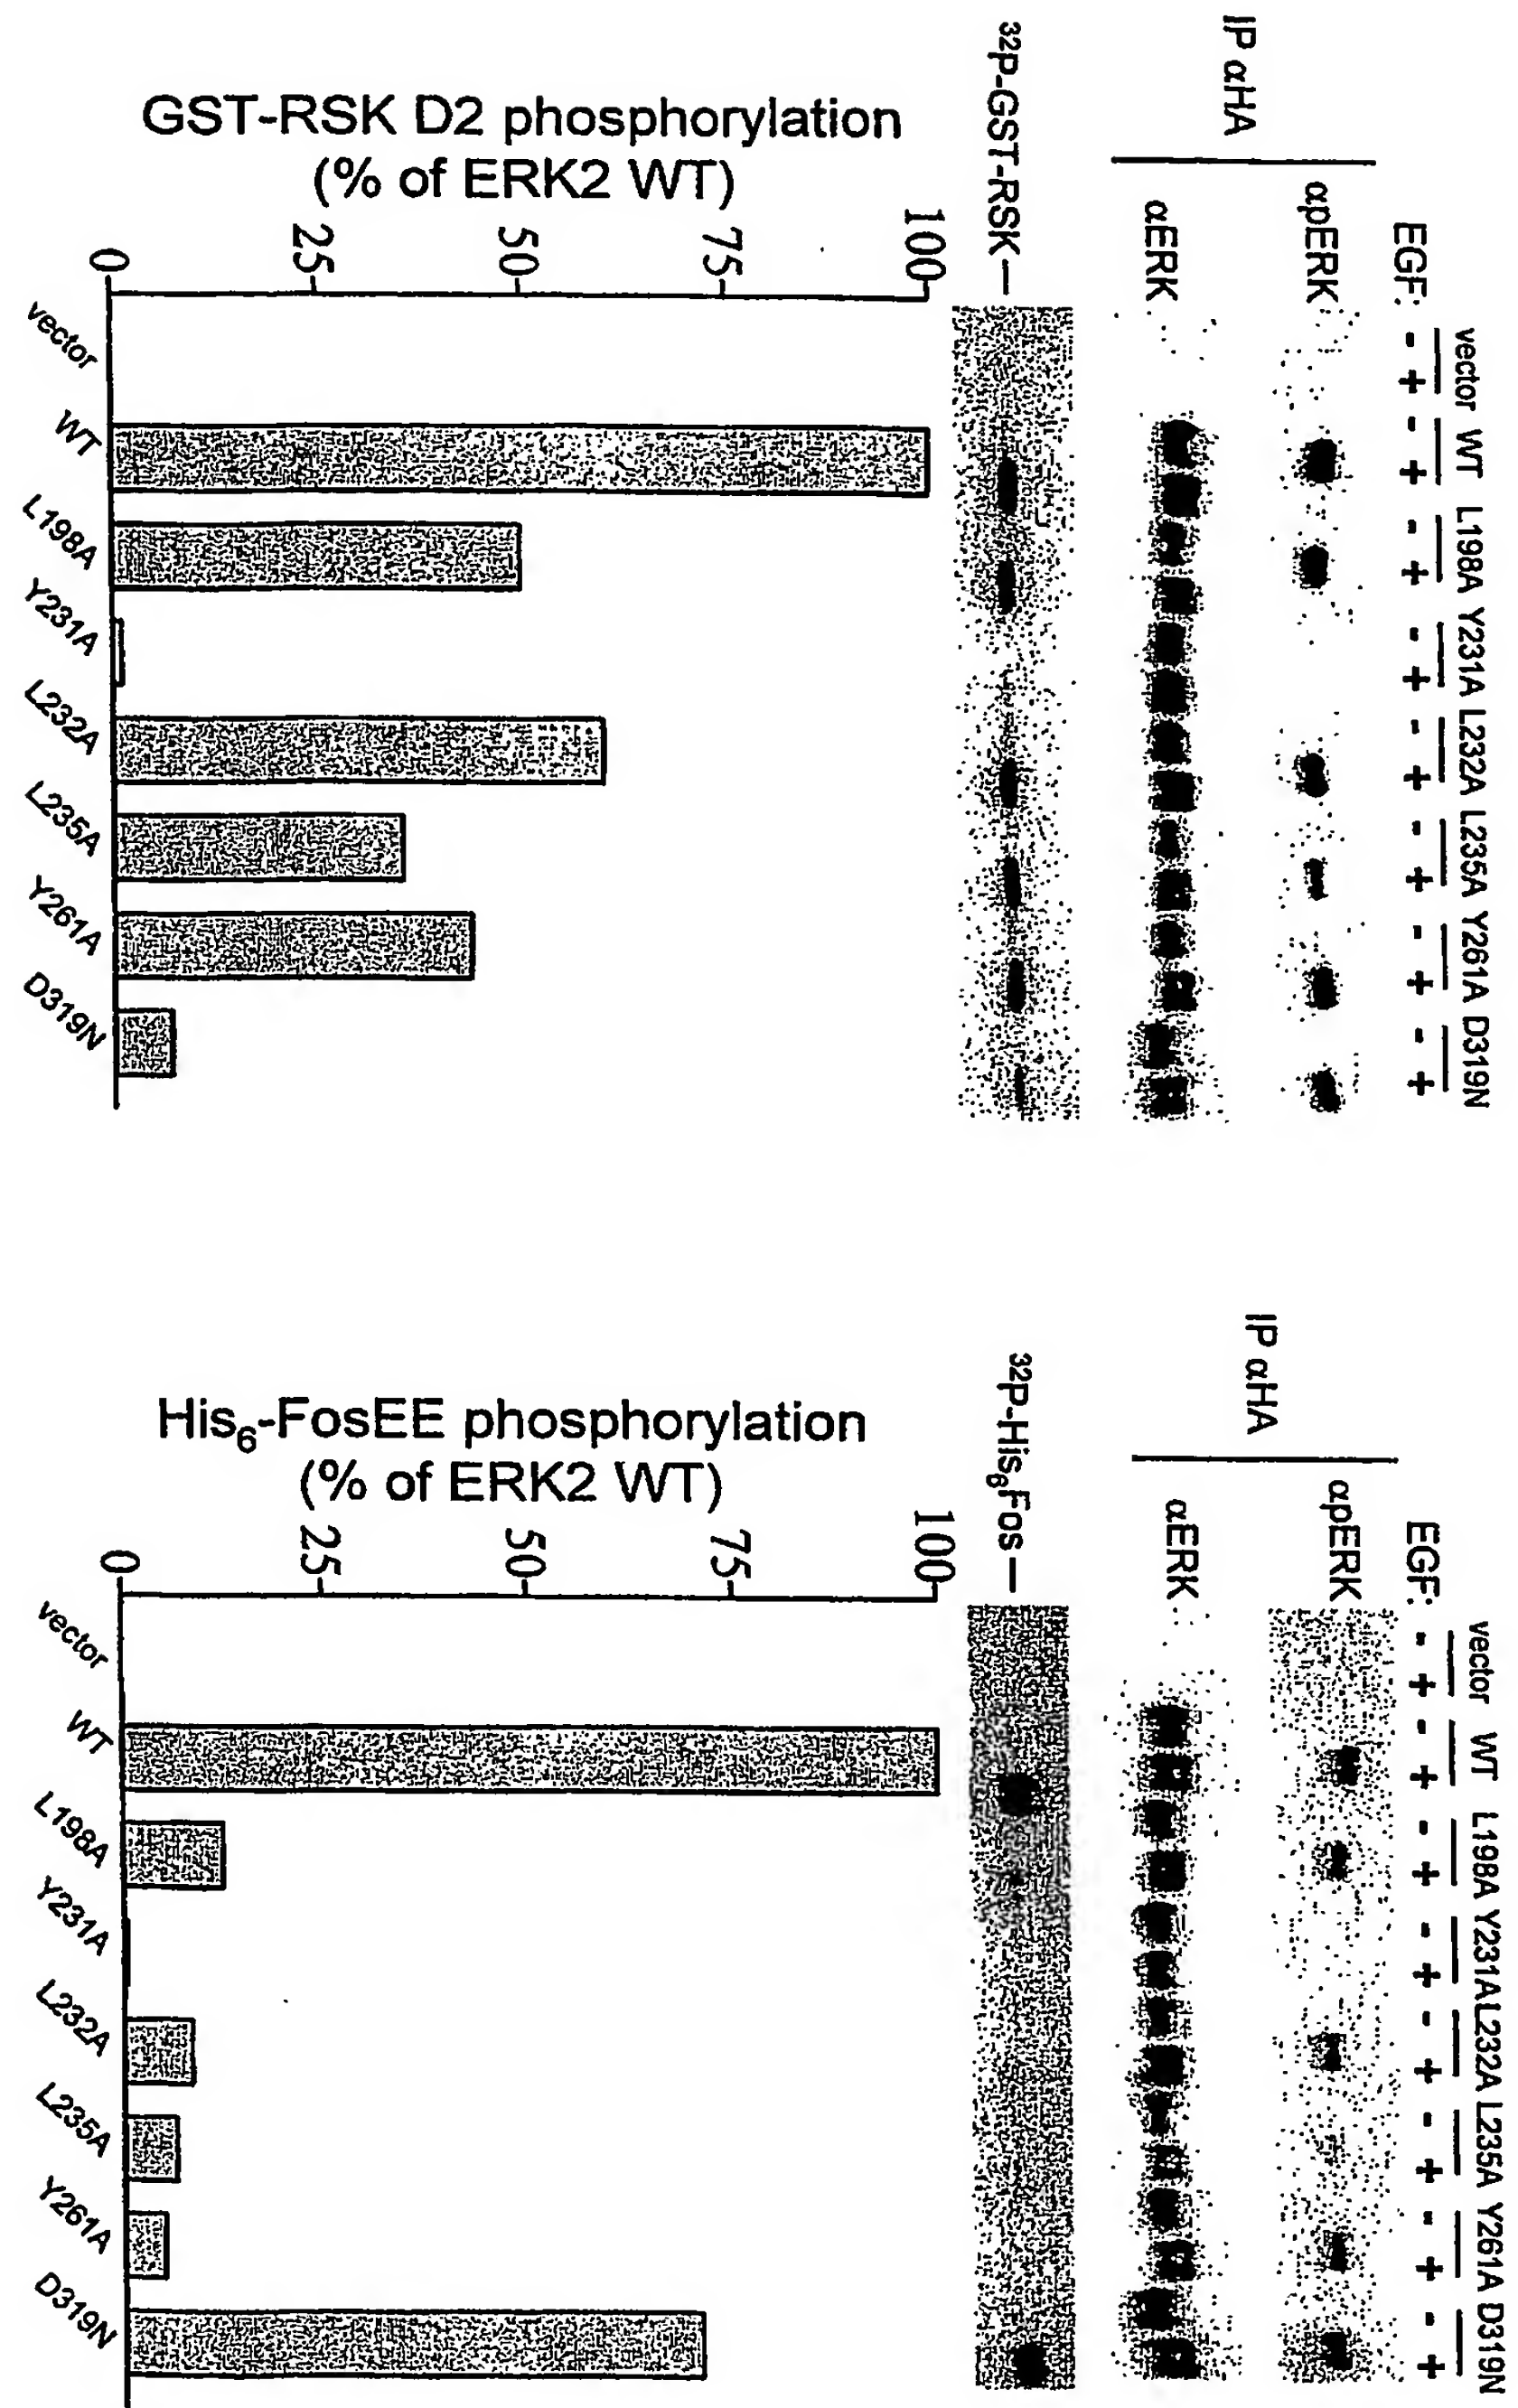 vector WT L198A Y231A L232A L235A Y261A D319N
EGF: - + - + - + - + - + - + - + - +
IP αHA
αpERK
αERK
³²P-GST-RSK
GST-RSK D2 phosphorylation
(% of ERK2 WT)
100
75
50
25
0
vector WT L198A Y231A L232A L235A Y261A D319N
vector WT L198A Y231A L232A L235A Y261A D319N
EGF: - + - + - + - + - + - + - + - +
IP αHA
αpERK
αERK
³²P-His₆Fos
His₆-FosEE phosphorylation
(% of ERK2 WT)
100
75
50
25
0
vector WT L198A Y231A L232A L235A Y261A D319N